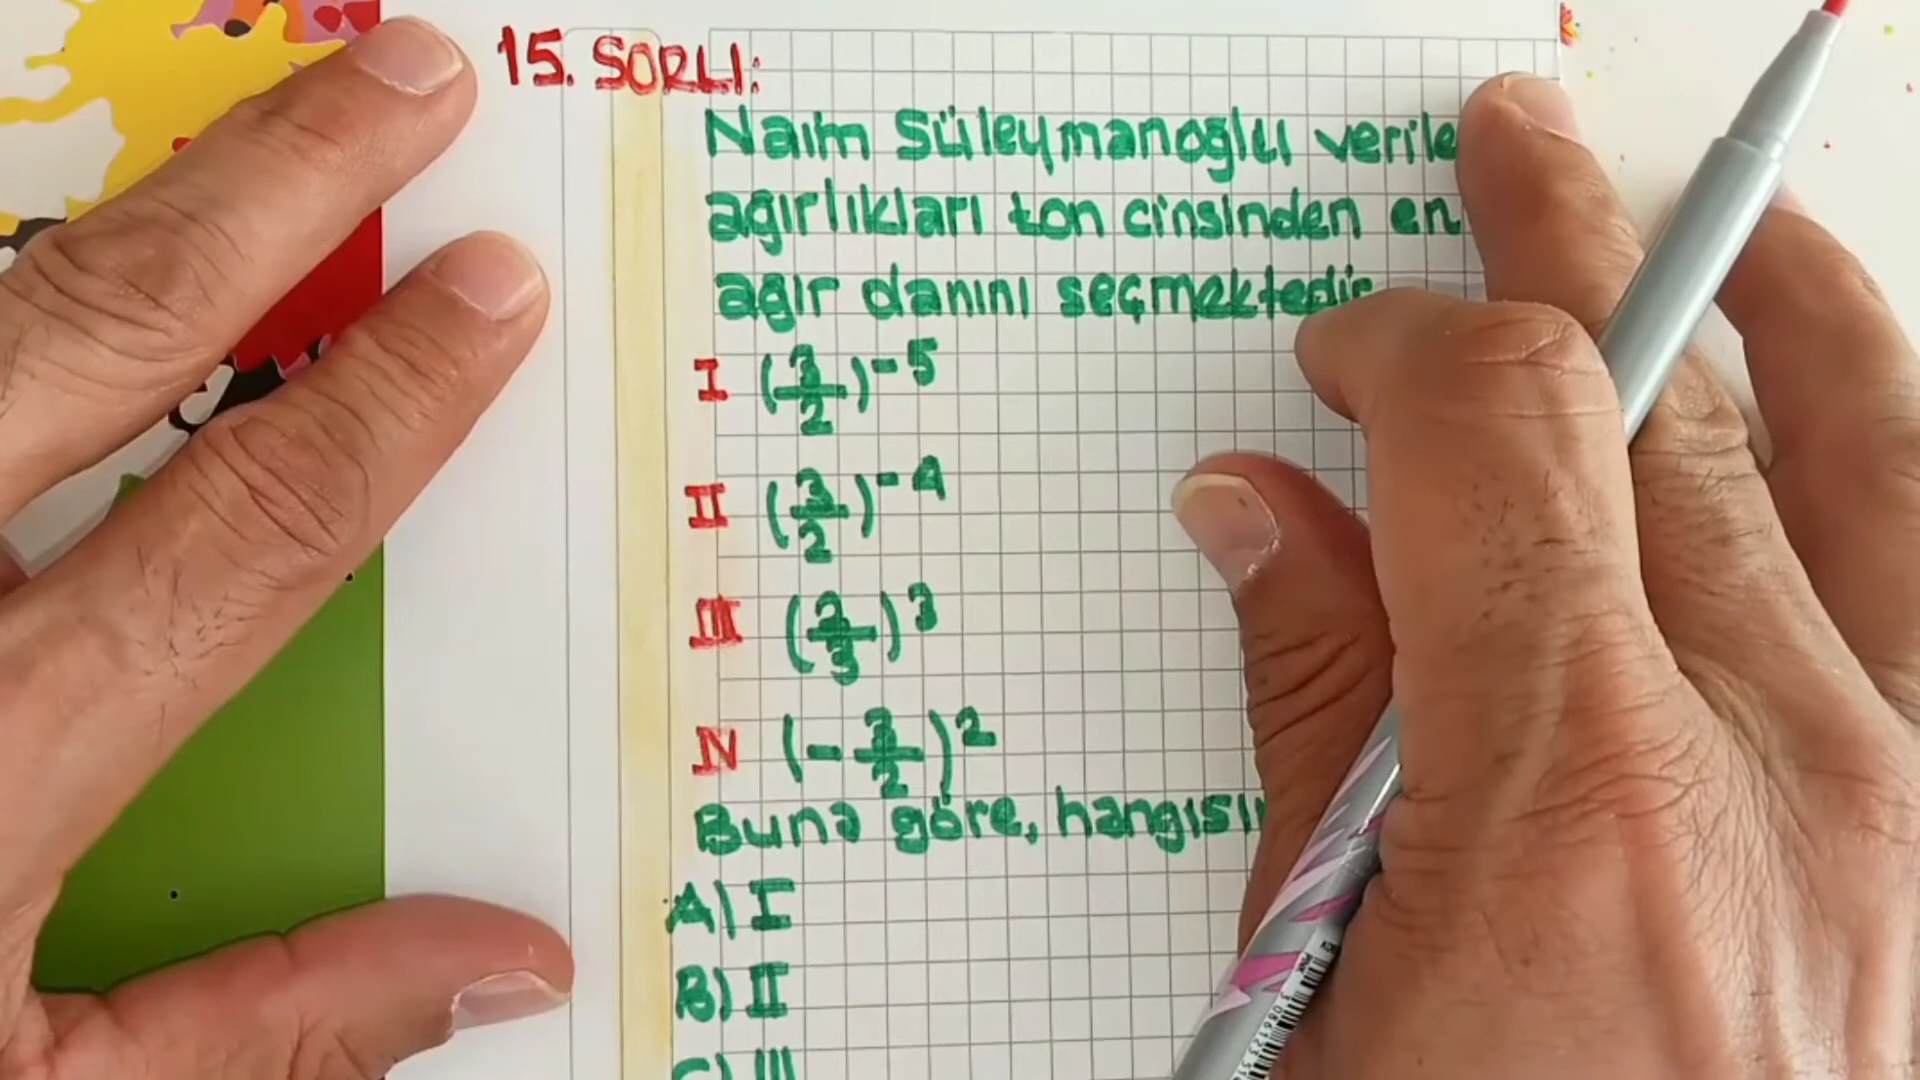 15. SORU:
Naim Süleymanoğlu verile
ağırlıkları ton cinsinden en
ağır danını seçmektedir
I (3/2)^-5
II (3/2)^-4
III (2/3)^3
IV (-3/2)^2
Buna göre, hangisi
A) I
B) II
C) III